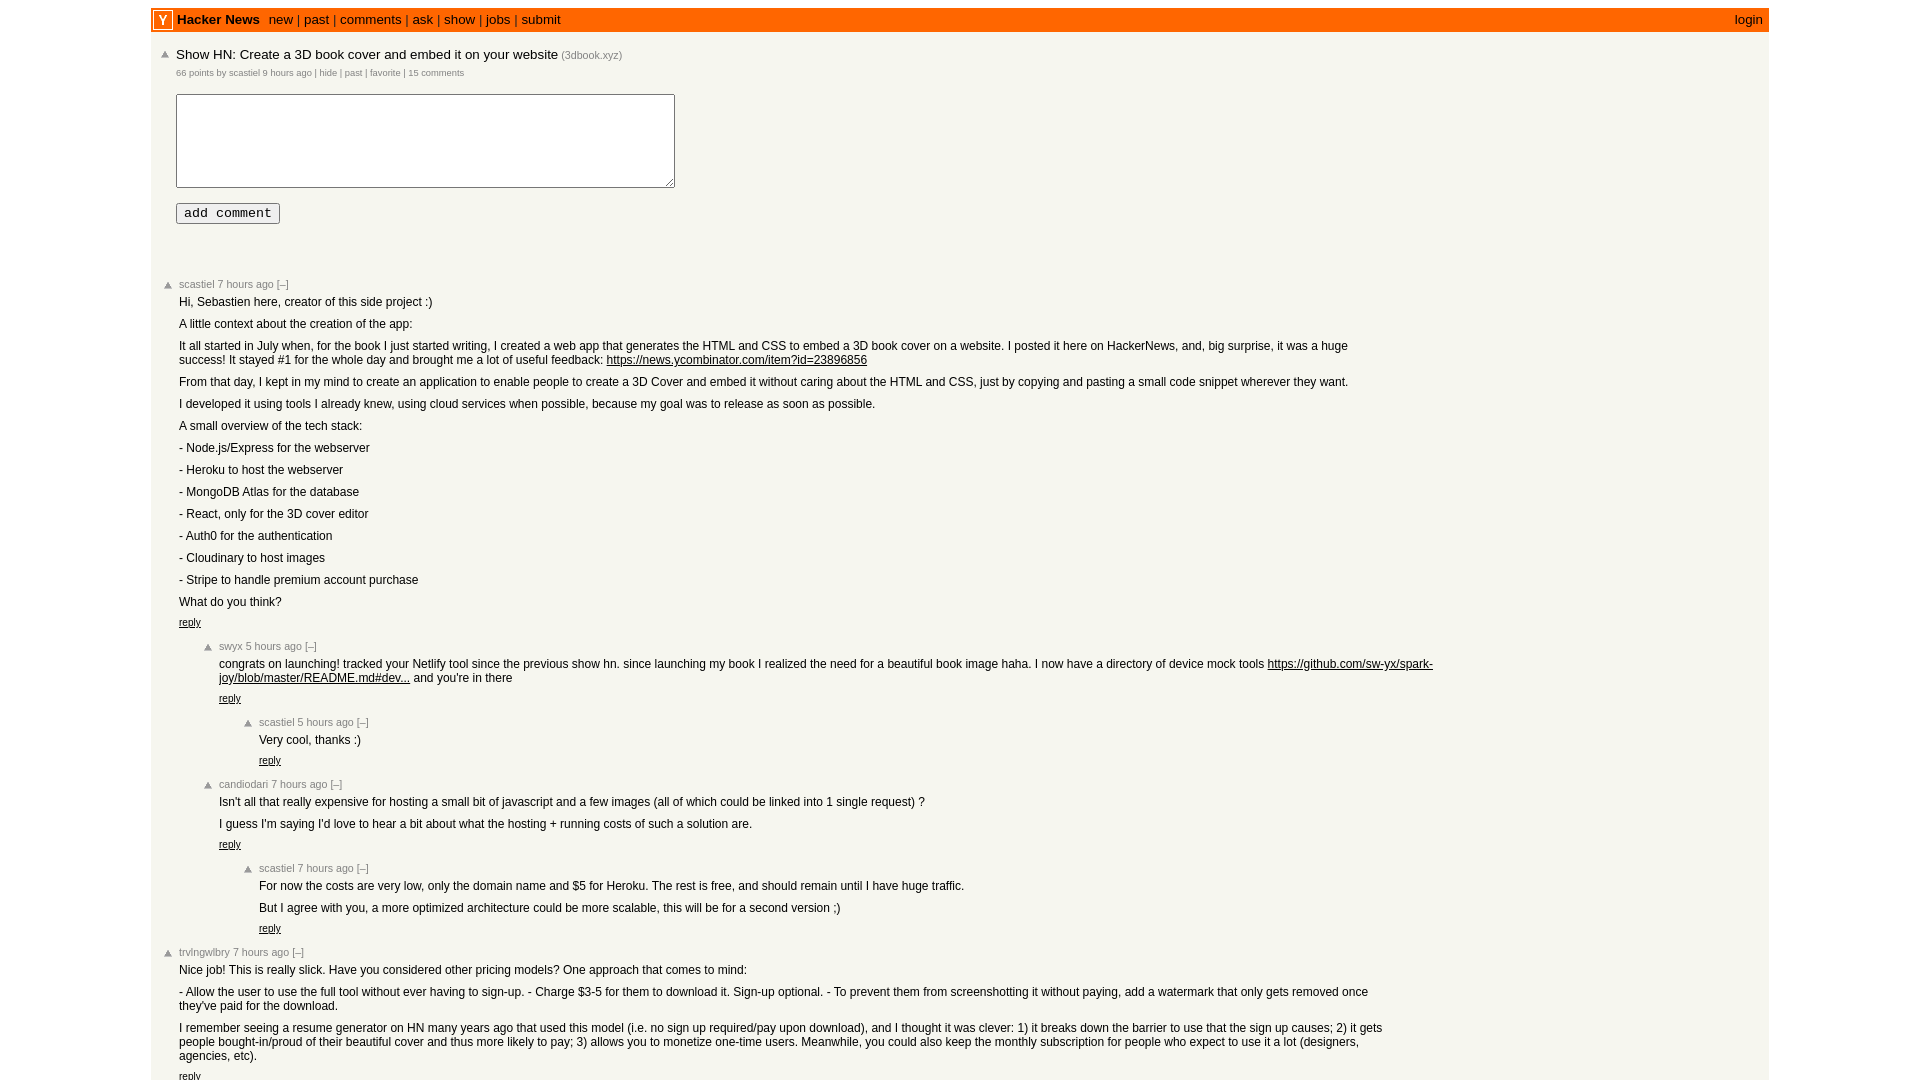 Y Hacker News new | past | comments | ask | show | jobs | submit login
Show HN: Create a 3D book cover and embed it on your website (3dbook.xyz)
66 points by scastiel 9 hours ago | hide | past | favorite | 15 comments
add comment
scastiel 7 hours ago [–]
Hi, Sebastien here, creator of this side project :)
A little context about the creation of the app:
It all started in July when, for the book I just started writing, I created a web app that generates the HTML and CSS to embed a 3D book cover on a website. I posted it here on HackerNews, and, big surprise, it was a huge
success! It stayed #1 for the whole day and brought me a lot of useful feedback: https://news.ycombinator.com/item?id=23896856
From that day, I kept in my mind to create an application to enable people to create a 3D Cover and embed it without caring about the HTML and CSS, just by copying and pasting a small code snippet wherever they want.
I developed it using tools I already knew, using cloud services when possible, because my goal was to release as soon as possible.
A small overview of the tech stack:
- Node.js/Express for the webserver
- Heroku to host the webserver
- MongoDB Atlas for the database
- React, only for the 3D cover editor
- Auth0 for the authentication
- Cloudinary to host images
- Stripe to handle premium account purchase
What do you think?
reply
swyx 5 hours ago [–]
congrats on launching! tracked your Netlify tool since the previous show hn. since launching my book I realized the need for a beautiful book image haha. I now have a directory of device mock tools https://github.com/sw-yx/spark-
joy/blob/master/README.md#dev... and you're in there
reply
scastiel 5 hours ago [–]
Very cool, thanks :)
reply
candiodari 7 hours ago [–]
Isn't all that really expensive for hosting a small bit of javascript and a few images (all of which could be linked into 1 single request) ?
I guess I'm saying I'd love to hear a bit about what the hosting + running costs of such a solution are.
reply
scastiel 7 hours ago [–]
For now the costs are very low, only the domain name and $5 for Heroku. The rest is free, and should remain until I have huge traffic.
But I agree with you, a more optimized architecture could be more scalable, this will be for a second version ;)
reply
trvlngwlbry 7 hours ago [–]
Nice job! This is really slick. Have you considered other pricing models? One approach that comes to mind:
- Allow the user to use the full tool without ever having to sign-up. - Charge $3-5 for them to download it. Sign-up optional. - To prevent them from screenshotting it without paying, add a watermark that only gets removed once
they've paid for the download.
I remember seeing a resume generator on HN many years ago that used this model (i.e. no sign up required/pay upon download), and I thought it was clever: 1) it breaks down the barrier to use that the sign up causes; 2) it gets
people bought-in/proud of their beautiful cover and thus more likely to pay; 3) allows you to monetize one-time users. Meanwhile, you could also keep the monthly subscription for people who expect to use it a lot (designers,
agencies, etc).
reply